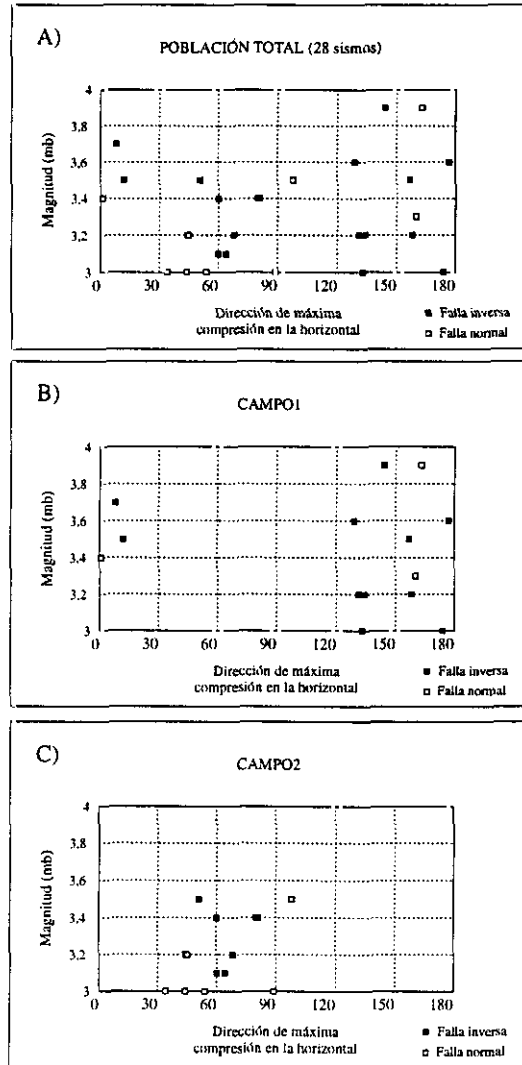 A)
POBLACIÓN TOTAL (28 sismos)
Magnitud (mb)
4
3,8
3,6
3,4
3,2
3
0 30 60 90 120 150 180
Dirección de máxima
compresión en la horizontal
Falla inversa
Falla normal
B)
CAMPO1
Magnitud (mb)
4
3,8
3,6
3,4
3,2
3
0 30 60 90 120 150 180
Dirección de máxima
compresión en la horizontal
Falla inversa
Falla normal
C)
CAMPO2
Magnitud (mb)
4
3,8
3,6
3,4
3,2
3
0 30 60 90 120 150 180
Dirección de máxima
compresión en la horizontal
Falla inversa
Falla normal